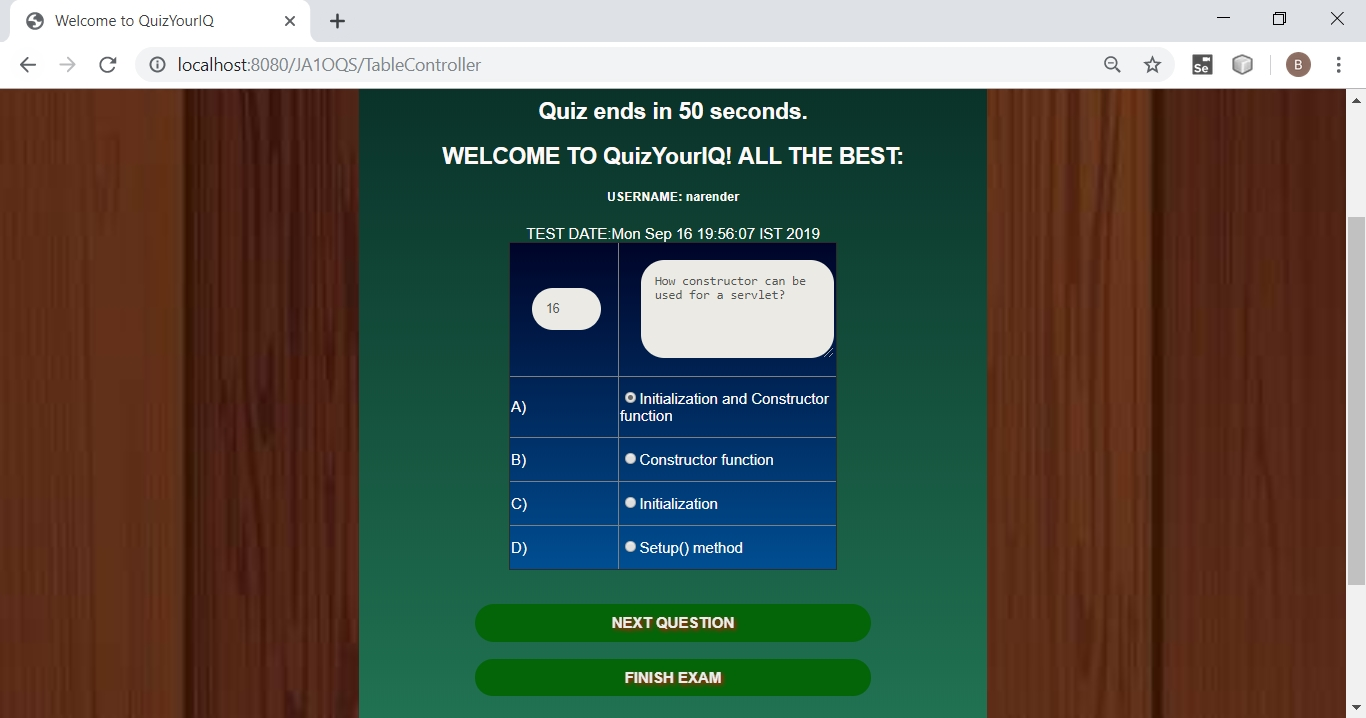 Welcome to QuizYourIQ
localhost:8080/JA1OQS/TableController
Se
B
Quiz ends in 50 seconds.
WELCOME TO QuizYourIQ! ALL THE BEST:
USERNAME: narender
TEST DATE:Mon Sep 16 19:56:07 IST 2019
16
How constructor can be
used for a servlet?
A)
Initialization and Constructor
function
B)
Constructor function
C)
Initialization
D)
Setup() method
NEXT QUESTION
FINISH EXAM